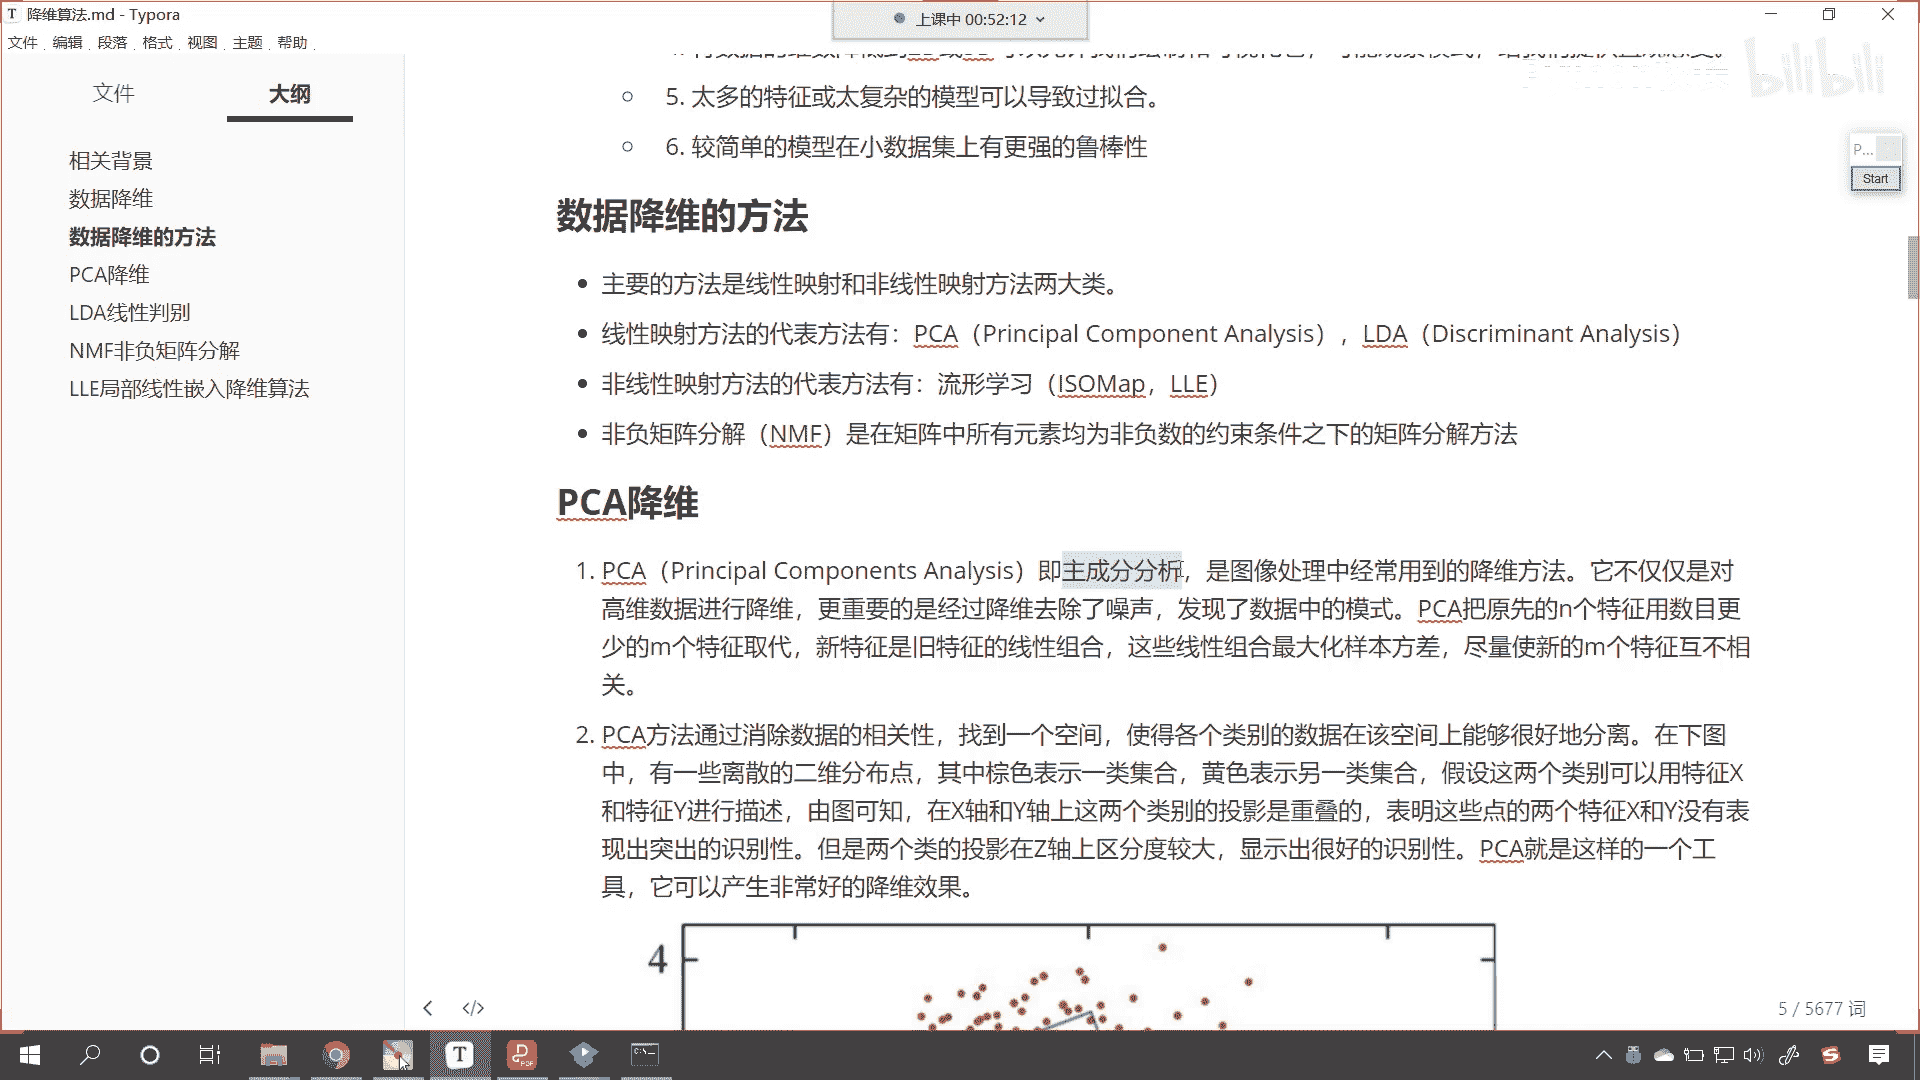 降维算法.md - Typora
上课中 00:52:12
文件 编辑 段落 格式 视图 主题 帮助
文件 大纲
相关背景
数据降维
数据降维的方法
PCA降维
LDA线性判别
NMF非负矩阵分解
LLE局部线性嵌入降维算法
bilibili
P...
Start
5. 太多的特征或太复杂的模型可以导致过拟合。
6. 较简单的模型在小数据集上有更强的鲁棒性
数据降维的方法
主要的方法是线性映射和非线性映射方法两大类。
线性映射方法的代表方法有：PCA（Principal Component Analysis），LDA（Discriminant Analysis）
非线性映射方法的代表方法有：流形学习（ISOMap，LLE）
非负矩阵分解（NMF）是在矩阵中所有元素均为非负数的约束条件之下的矩阵分解方法
PCA降维
1. PCA（Principal Components Analysis）即主成分分析，是图像处理中经常用到的降维方法。它不仅仅是对
高维数据进行降维，更重要的是经过降维去除了噪声，发现了数据中的模式。PCA把原先的n个特征用数目更
少的m个特征取代，新特征是旧特征的线性组合，这些线性组合最大化样本方差，尽量使新的m个特征互不相
关。
2. PCA方法通过消除数据的相关性，找到一个空间，使得各个类别的数据在该空间上能够很好地分离。在下图
中，有一些离散的二维分布点，其中棕色表示一类集合，黄色表示另一类集合，假设这两个类别可以用特征X
和特征Y进行描述，由图可知，在X轴和Y轴上这两个类别的投影是重叠的，表明这些点的两个特征X和Y没有表
现出突出的识别性。但是两个类的投影在Z轴上区分度较大，显示出很好的识别性。PCA就是这样的一个工
具，它可以产生非常好的降维效果。
4
5 / 5677 词